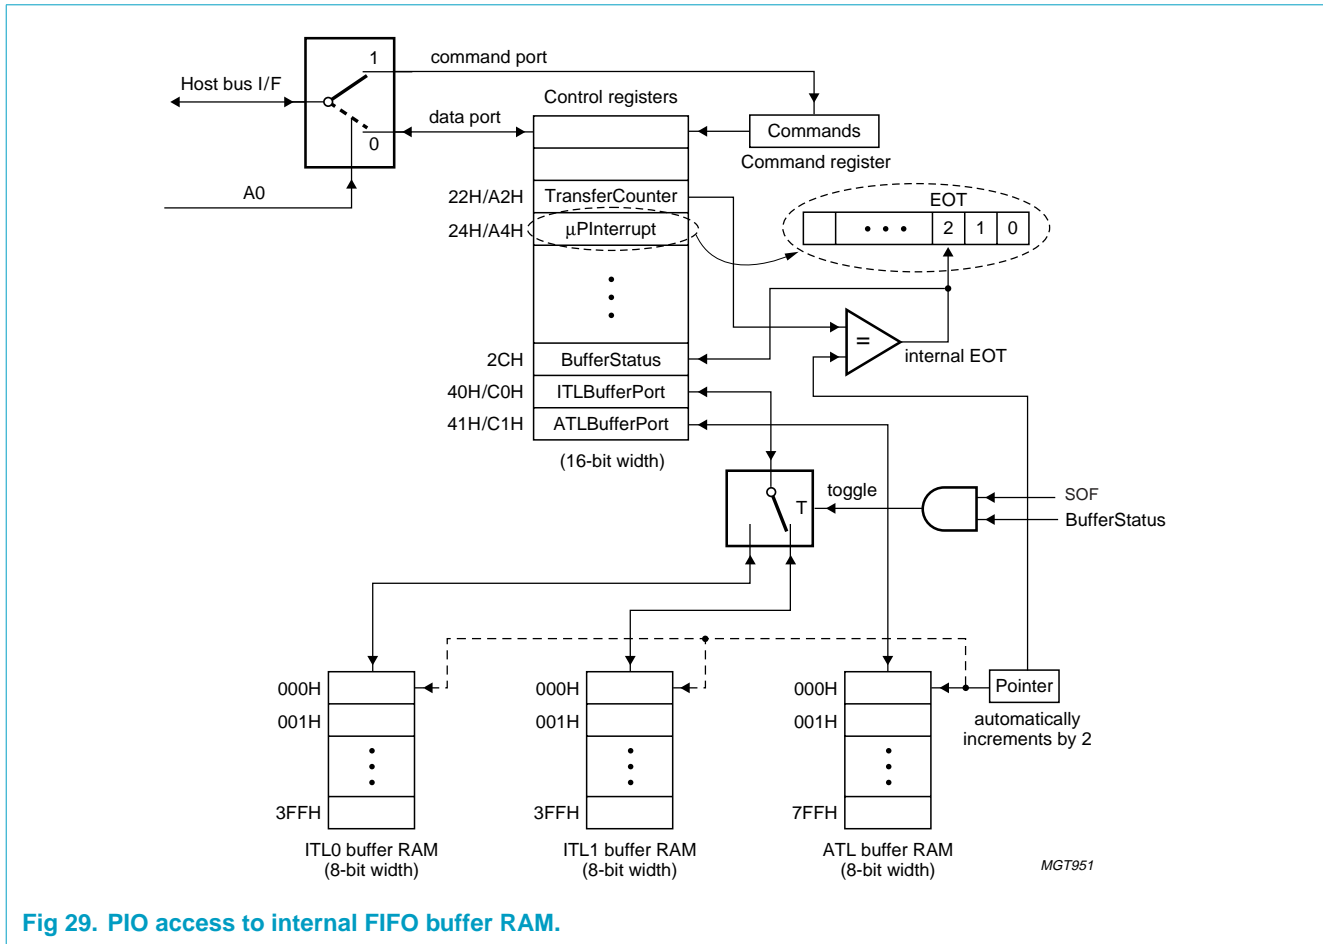 1
command port
Host bus I/F
Control registers
data port
0
Commands
Command register
A0
EOT
22H/A2H TransferCounter
24H/A4H µPInterrupt
• • • 2 1 0
=
internal EOT
2CH BufferStatus
40H/C0H ITLBufferPort
41H/C1H ATLBufferPort
(16-bit width)
toggle
T
SOF
BufferStatus
000H 000H 000H Pointer
001H 001H 001H automatically
increments by 2
3FFH 3FFH 7FFH
ITL0 buffer RAM ITL1 buffer RAM ATL buffer RAM
(8-bit width) (8-bit width) (8-bit width)
MGT951
Fig 29. PIO access to internal FIFO buffer RAM.